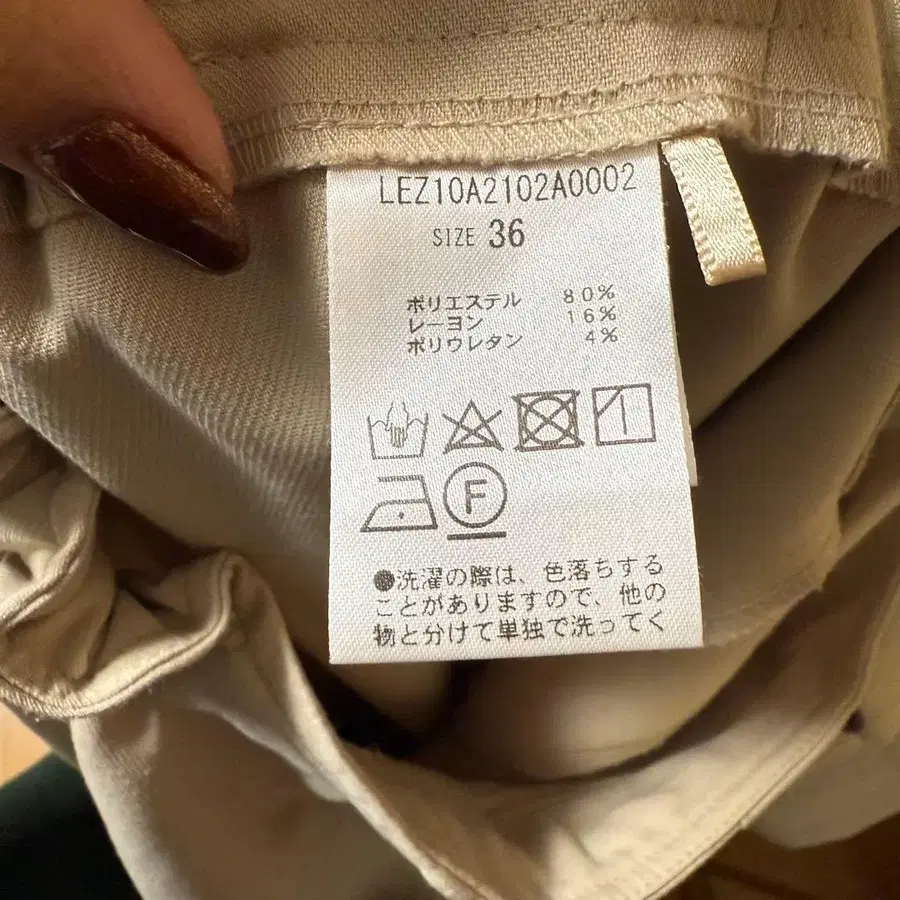 LEZ10A2102A0002
SIZE 36
ポリエステル 80%
レーヨン 16%
ポリウレタン 4%
F
●洗濯の際は、色落ちする
ことがありますので、他の
物と分けて単独で洗ってく